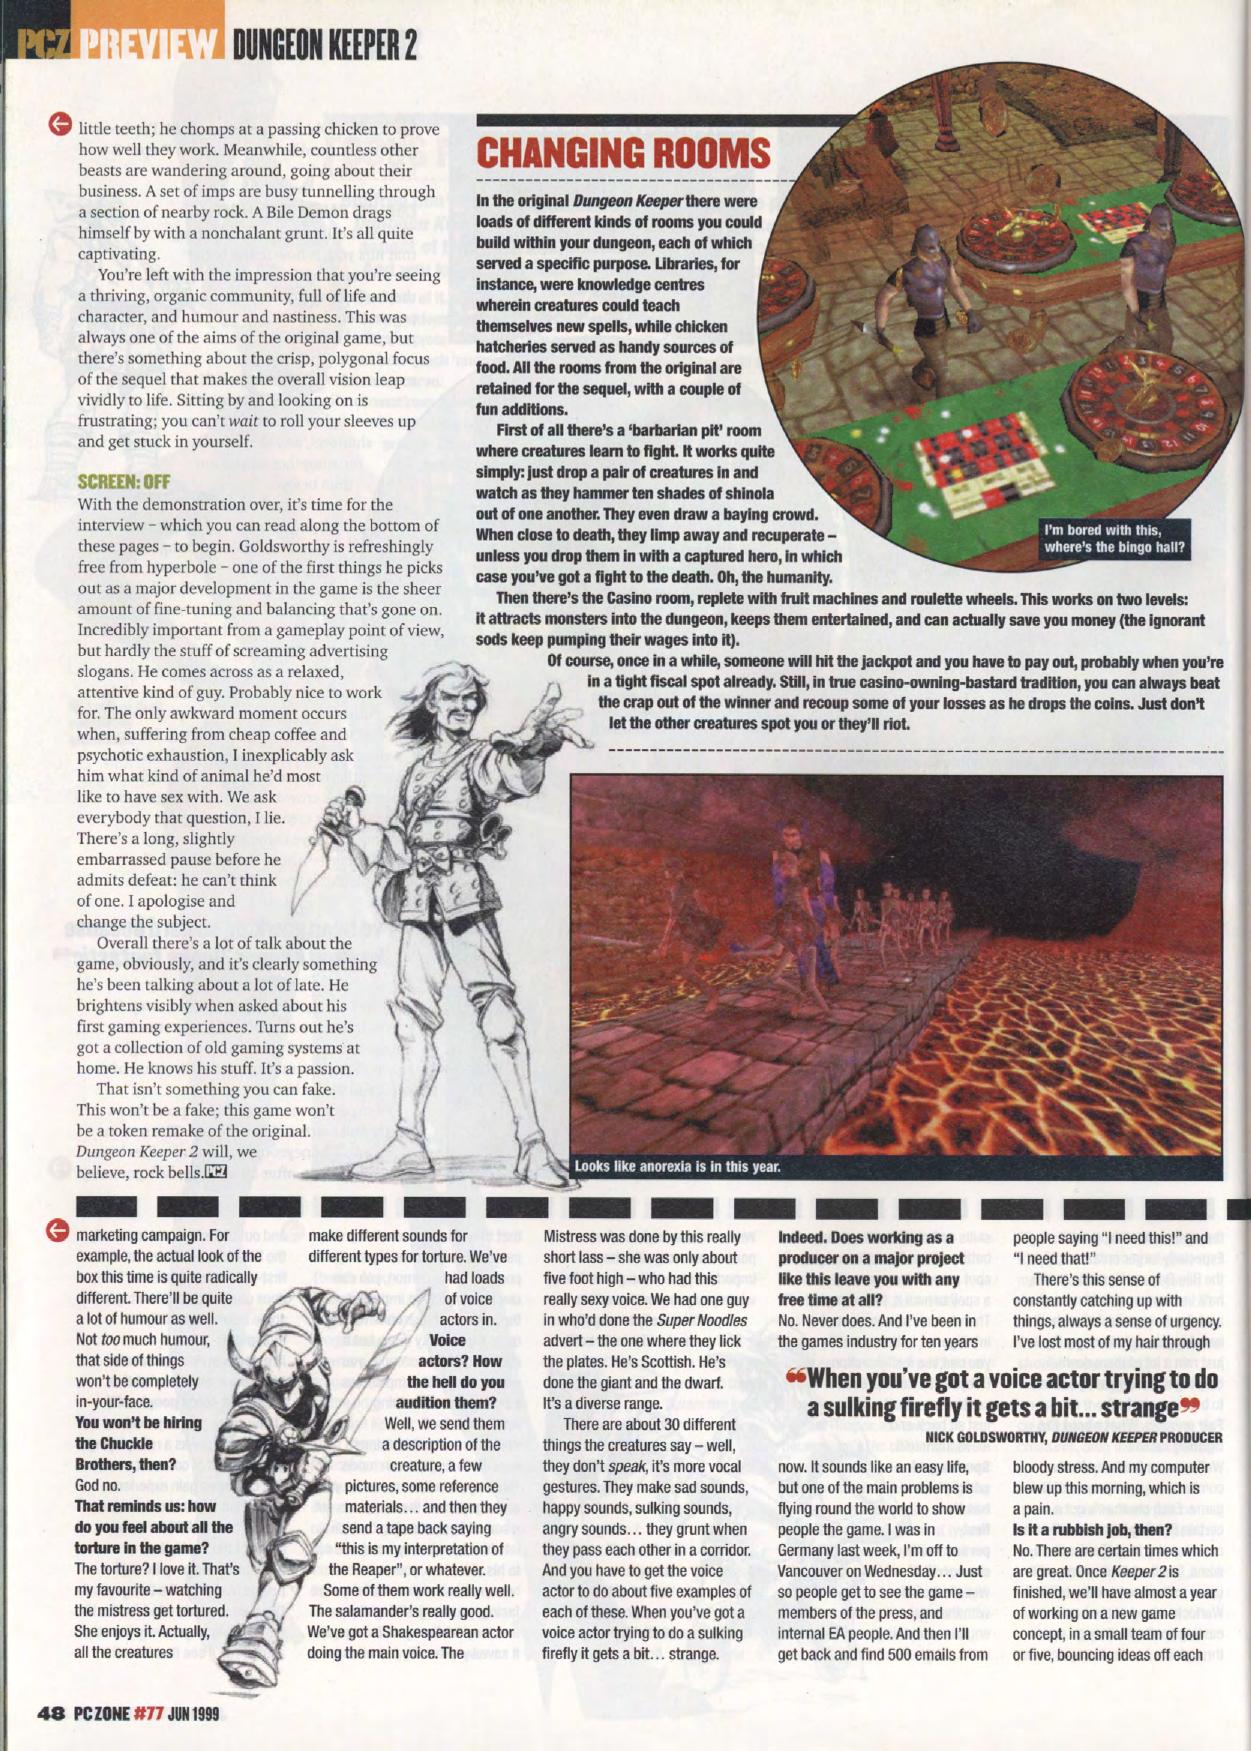 PCZ PREVIEW DUNGEON KEEPER 2
little teeth; he chomps at a passing chicken to prove
how well they work. Meanwhile, countless other
beasts are wandering around, going about their
business. A set of imps are busy tunnelling through
a section of nearby rock. A Bile Demon drags
himself by with a nonchalant grunt. It's all quite
captivating.
You're left with the impression that you're seeing
a thriving, organic community, full of life and
character, and humour and nastiness. This was
always one of the aims of the original game, but
there's something about the crisp, polygonal focus
of the sequel that makes the overall vision leap
vividly to life. Sitting by and looking on is
frustrating; you can't wait to roll your sleeves up
and get stuck in yourself.
SCREEN: OFF
With the demonstration over, it's time for the
interview – which you can read along the bottom of
these pages – to begin. Goldsworthy is refreshingly
free from hyperbole – one of the first things he picks
out as a major development in the game is the sheer
amount of fine-tuning and balancing that's gone on.
Incredibly important from a gameplay point of view,
but hardly the stuff of screaming advertising
slogans. He comes across as a relaxed,
attentive kind of guy. Probably nice to work
for. The only awkward moment occurs
when, suffering from cheap coffee and
psychotic exhaustion, I inexplicably ask
him what kind of animal he'd most
like to have sex with. We ask
everybody that question, I lie.
There's a long, slightly
embarrassed pause before he
admits defeat: he can't think
of one. I apologise and
change the subject.
Overall there's a lot of talk about the
game, obviously, and it's clearly something
he's been talking about a lot of late. He
brightens visibly when asked about his
first gaming experiences. Turns out he's
got a collection of old gaming systems at
home. He knows his stuff. It's a passion.
That isn't something you can fake.
This won't be a fake; this game won't
be a token remake of the original.
Dungeon Keeper 2 will, we
believe, rock bells. PCZ
CHANGING ROOMS
In the original Dungeon Keeper there were
loads of different kinds of rooms you could
build within your dungeon, each of which
served a specific purpose. Libraries, for
instance, were knowledge centres
wherein creatures could teach
themselves new spells, while chicken
hatcheries served as handy sources of
food. All the rooms from the original are
retained for the sequel, with a couple of
fun additions.
First of all there's a 'barbarian pit' room
where creatures learn to fight. It works quite
simply: just drop a pair of creatures in and
watch as they hammer ten shades of shinola
out of one another. They even draw a baying crowd.
When close to death, they limp away and recuperate –
unless you drop them in with a captured hero, in which
case you've got a fight to the death. Oh, the humanity.
Then there's the Casino room, replete with fruit machines and roulette wheels. This works on two levels:
it attracts monsters into the dungeon, keeps them entertained, and can actually save you money (the ignorant
sods keep pumping their wages into it).
Of course, once in a while, someone will hit the jackpot and you have to pay out, probably when you're
in a tight fiscal spot already. Still, in true casino-owning-bastard tradition, you can always beat
the crap out of the winner and recoup some of your losses as he drops the coins. Just don't
let the other creatures spot you or they'll riot.
I'm bored with this,
where's the bingo hall?
Looks like anorexia is in this year.
marketing campaign. For
example, the actual look of the
box this time is quite radically
different. There'll be quite
a lot of humour as well.
Not too much humour,
that side of things
won't be completely
in-your-face.
You won't be hiring
the Chuckle
Brothers, then?
God no.
That reminds us: how
do you feel about all the
torture in the game?
The torture? I love it. That's
my favourite – watching
the mistress get tortured.
She enjoys it. Actually,
all the creatures
make different sounds for
different types for torture. We've
had loads
of voice
actors in.
Voice
actors? How
the hell do you
audition them?
Well, we send them
a description of the
creature, a few
pictures, some reference
materials... and then they
send a tape back saying
"this is my interpretation of
the Reaper", or whatever.
Some of them work really well.
The salamander's really good.
We've got a Shakespearean actor
doing the main voice. The
Mistress was done by this really
short lass – she was only about
five foot high – who had this
really sexy voice. We had one guy
in who'd done the Super Noodles
advert – the one where they lick
the plates. He's Scottish. He's
done the giant and the dwarf.
It's a diverse range.
There are about 30 different
things the creatures say – well,
they don't speak, it's more vocal
gestures. They make sad sounds,
happy sounds, sulking sounds,
angry sounds... they grunt when
they pass each other in a corridor.
And you have to get the voice
actor to do about five examples of
each of these. When you've got a
voice actor trying to do a sulking
firefly it gets a bit... strange.
Indeed. Does working as a
producer on a major project
like this leave you with any
free time at all?
No. Never does. And I've been in
the games industry for ten years
now. It sounds like an easy life,
but one of the main problems is
flying round the world to show
people the game. I was in
Germany last week, I'm off to
Vancouver on Wednesday... Just
so people get to see the game –
members of the press, and
internal EA people. And then I'll
get back and find 500 emails from
people saying "I need this!" and
"I need that!"
There's this sense of
constantly catching up with
things, always a sense of urgency.
I've lost most of my hair through
bloody stress. And my computer
blew up this morning, which is
a pain.
Is it a rubbish job, then?
No. There are certain times which
are great. Once Keeper 2 is
finished, we'll have almost a year
of working on a new game
concept, in a small team of four
or five, bouncing ideas off each
“When you've got a voice actor trying to do
a sulking firefly it gets a bit... strange”
NICK GOLDSWORTHY, DUNGEON KEEPER PRODUCER
48 PC ZONE #77 JUN 1999